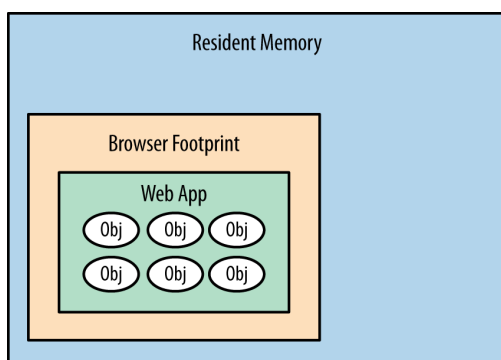 Resident Memory
Browser Footprint
Web App
Obj Obj Obj
Obj Obj Obj